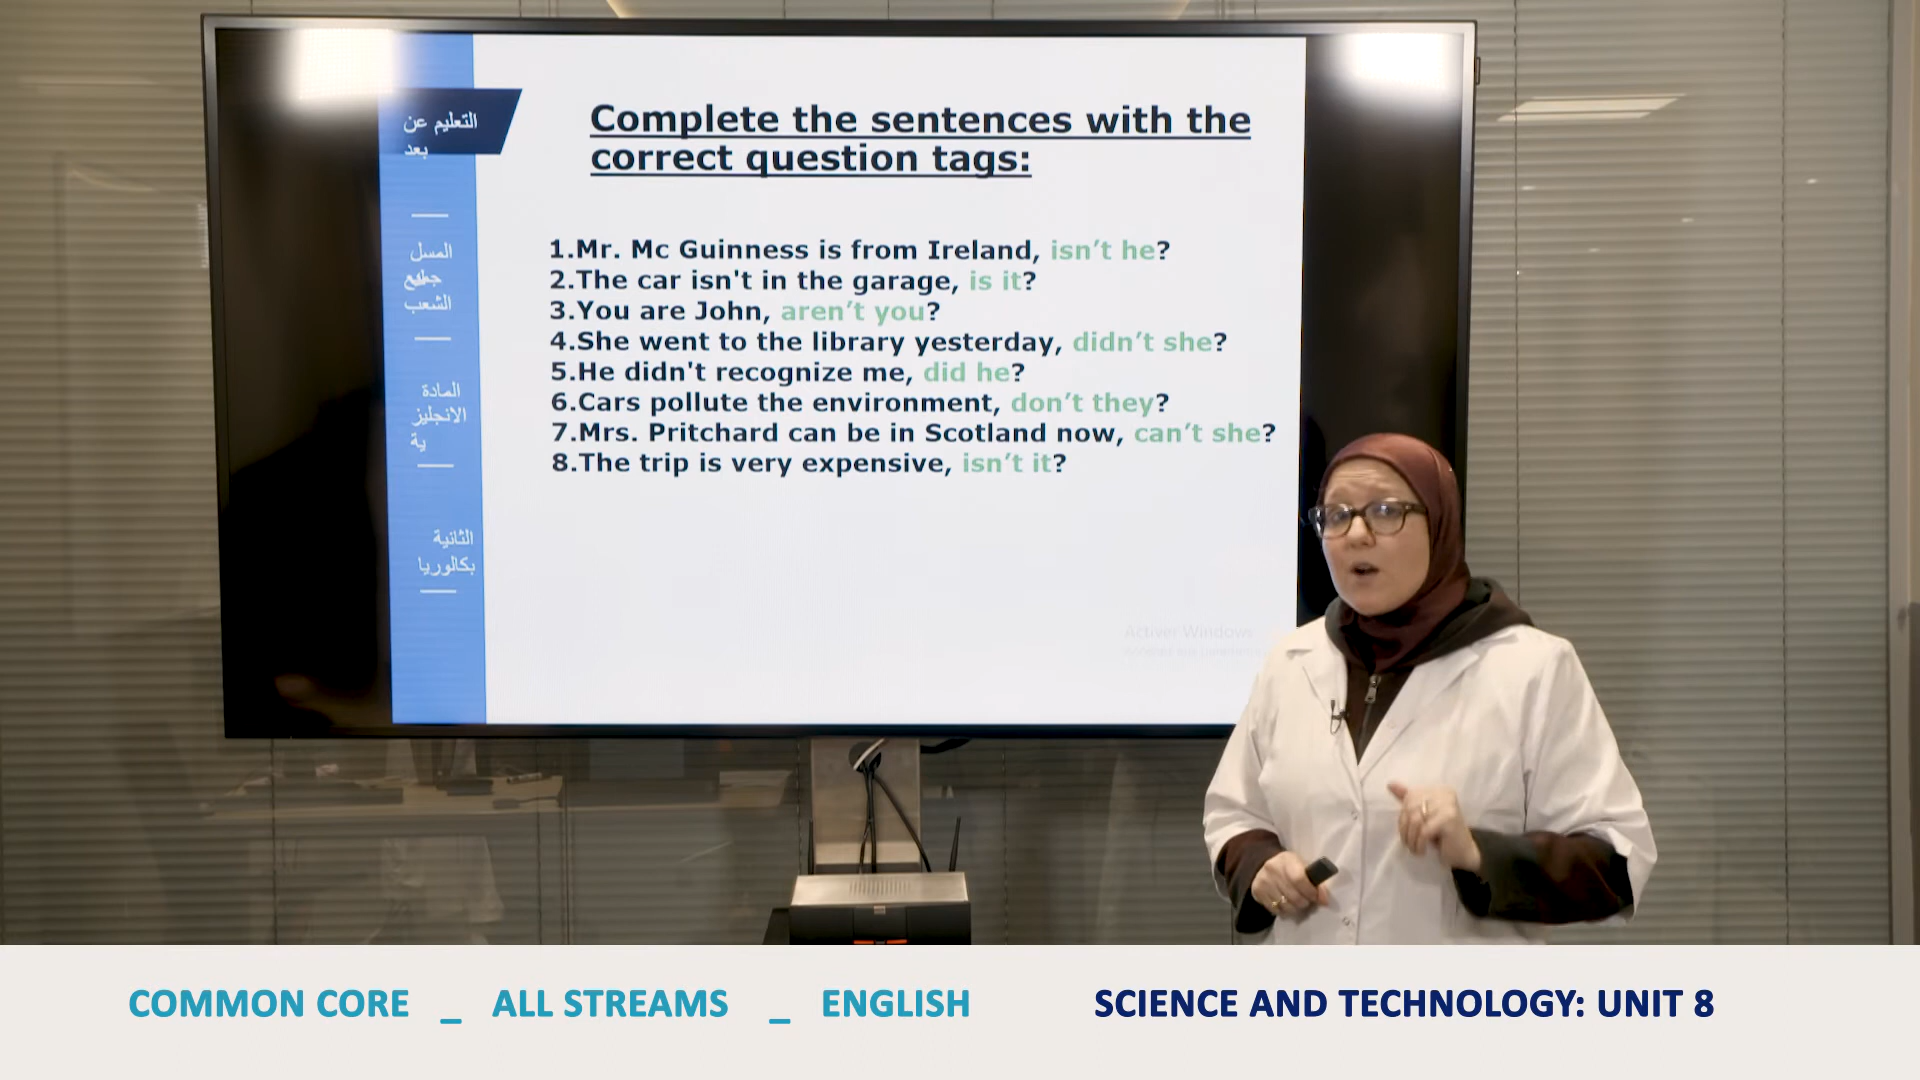 التعليم عن
بعد
المسل
جميع
الشعب
المادة
الانجليز
ية
الثانية
بكالوريا
Complete the sentences with the
correct question tags:
1.Mr. Mc Guinness is from Ireland, isn’t he?
2.The car isn't in the garage, is it?
3.You are John, aren’t you?
4.She went to the library yesterday, didn’t she?
5.He didn't recognize me, did he?
6.Cars pollute the environment, don’t they?
7.Mrs. Pritchard can be in Scotland now, can’t she?
8.The trip is very expensive, isn’t it?
Activer Windows
COMMON CORE _ ALL STREAMS _ ENGLISH SCIENCE AND TECHNOLOGY: UNIT 8